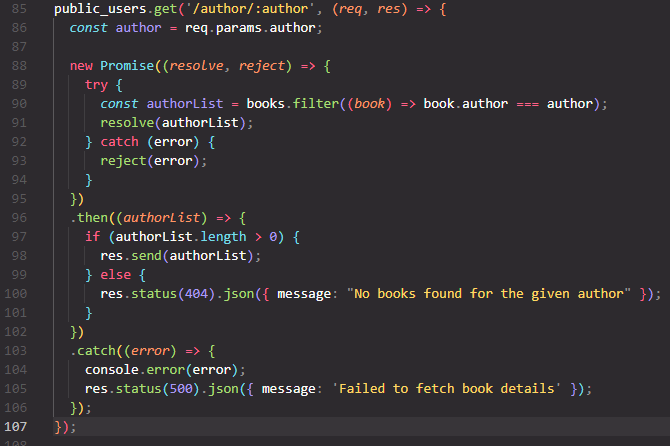 85 public_users.get('/author/:author', (req, res) => {
86   const author = req.params.author;
87
88   new Promise((resolve, reject) => {
89     try {
90       const authorList = books.filter((book) => book.author === author);
91       resolve(authorList);
92     } catch (error) {
93       reject(error);
94     }
95   })
96   .then((authorList) => {
97     if (authorList.length > 0) {
98       res.send(authorList);
99     } else {
100       res.status(404).json({ message: "No books found for the given author" });
101     }
102   })
103   .catch((error) => {
104     console.error(error);
105     res.status(500).json({ message: 'Failed to fetch book details' });
106   });
107 });
108